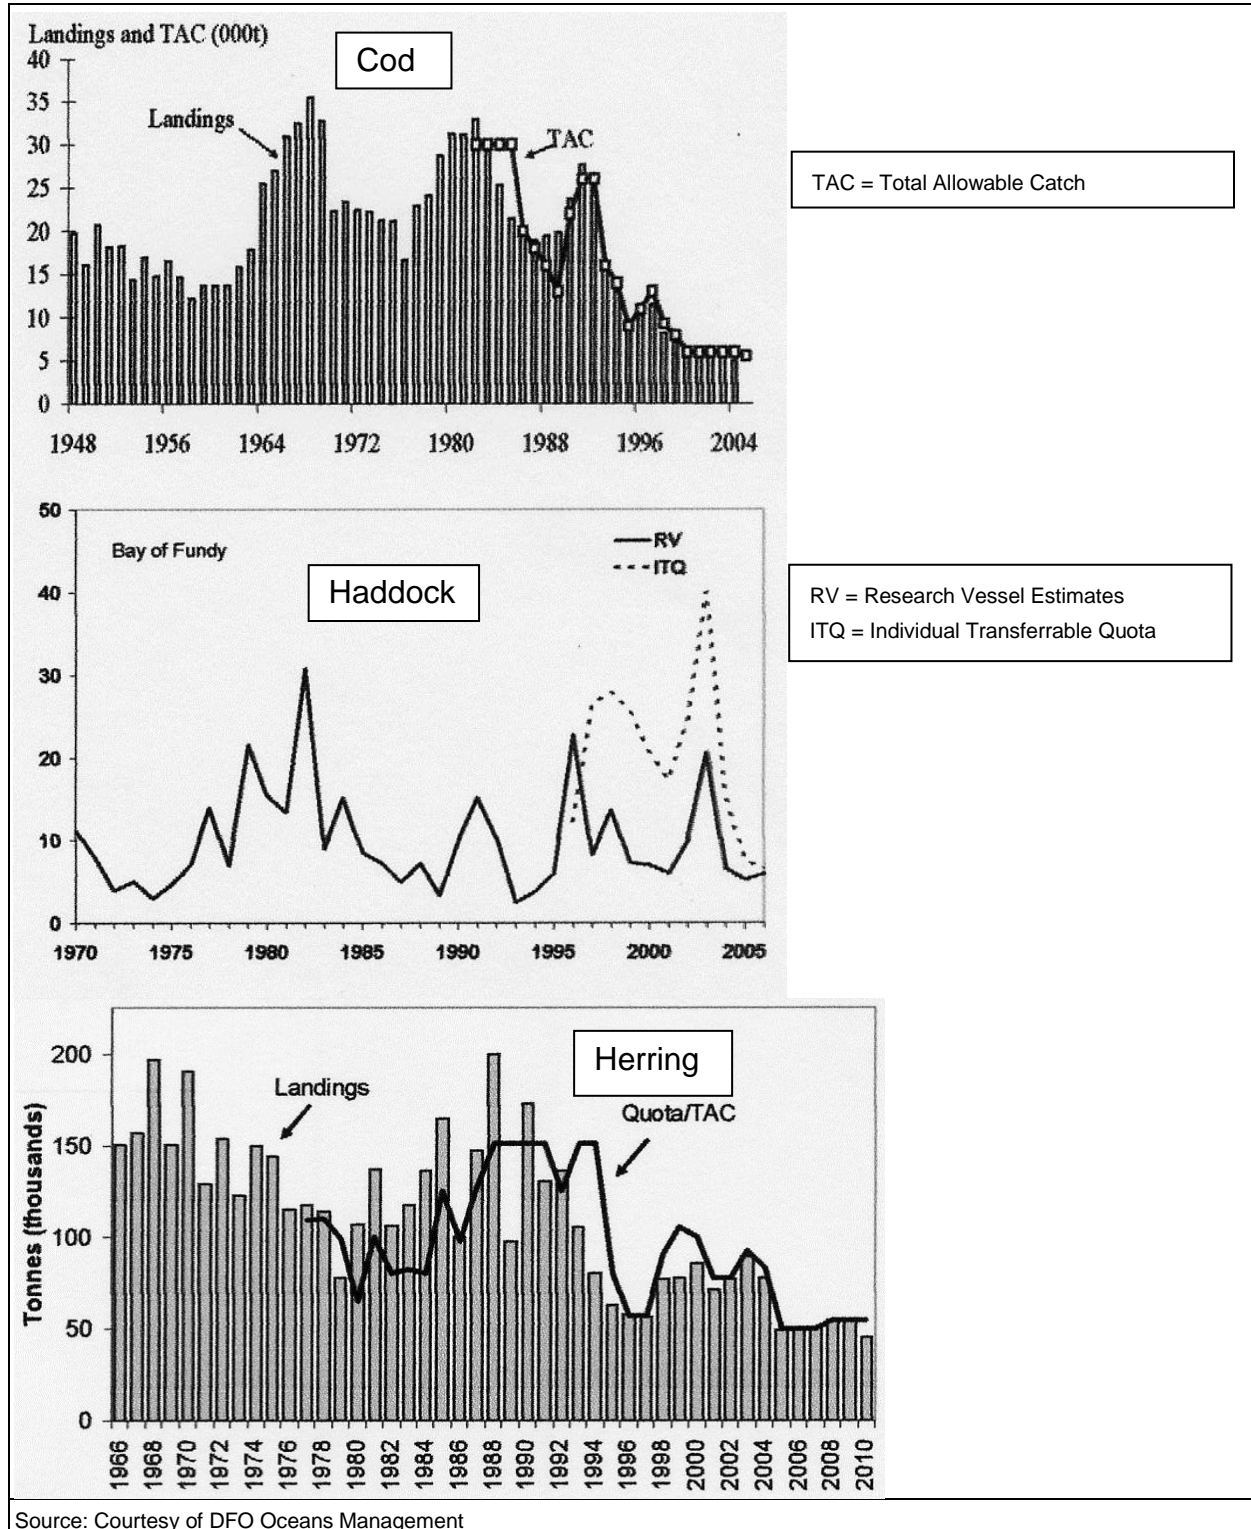 Landings and TAC (000t)
Cod
40
35
30
25
20
15
10
5
0
Landings
TAC
1948 1956 1964 1972 1980 1988 1996 2004
TAC = Total Allowable Catch
50
40
30
20
10
0
Bay of Fundy
RV
ITQ
Haddock
1970 1975 1980 1985 1990 1995 2000 2005
RV = Research Vessel Estimates
ITQ = Individual Transferrable Quota
Herring
Tonnes (thousands)
200
150
100
50
0
Landings
Quota/TAC
1966 1968 1970 1972 1974 1976 1978 1980 1982 1984 1986 1988 1990 1992 1994 1996 1998 2000 2002 2004 2006 2008 2010
Source: Courtesy of DFO Oceans Management